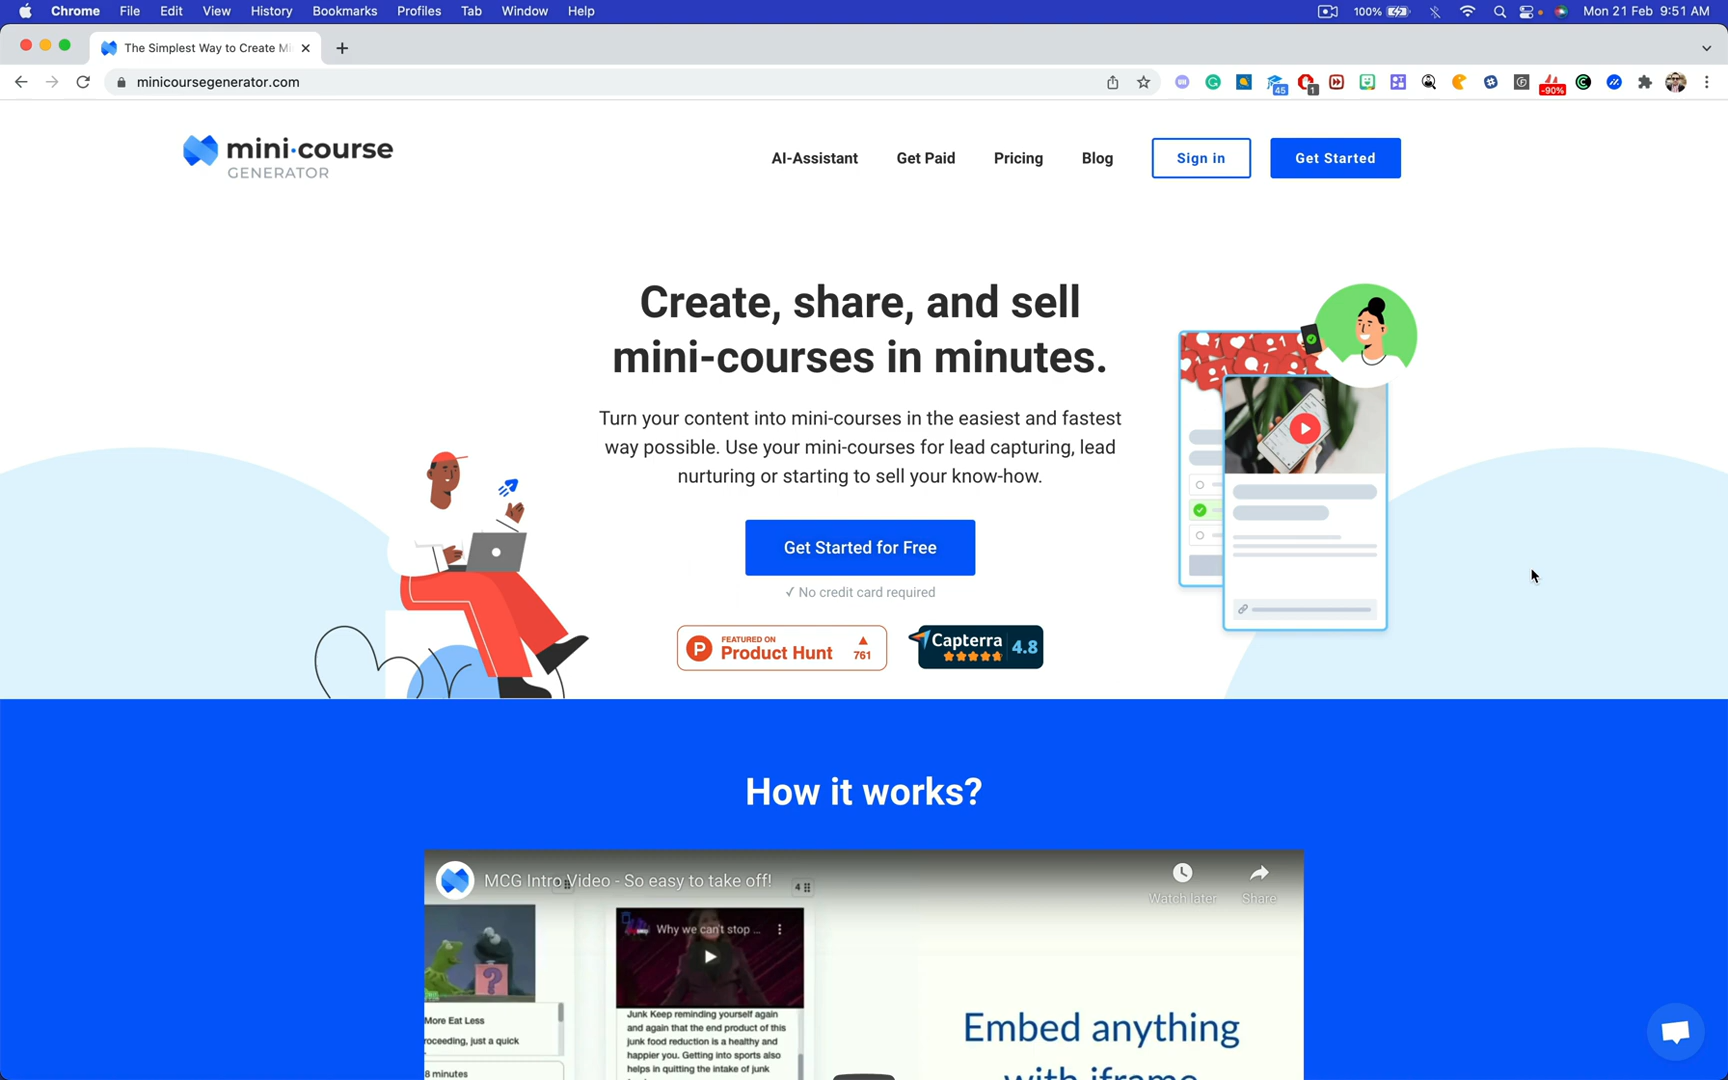 Chrome File Edit View History Bookmarks Profiles Tab Window Help
100% Mon 21 Feb 9:51 AM
The Simplest Way to Create Mi
minicoursegenerator.com
45 1 -90%
mini·course
GENERATOR
AI-Assistant Get Paid Pricing Blog Sign in Get Started
Create, share, and sell
mini-courses in minutes.
Turn your content into mini-courses in the easiest and fastest
way possible. Use your mini-courses for lead capturing, lead
nurturing or starting to sell your know-how.
Get Started for Free
✓ No credit card required
FEATURED ON
Product Hunt
761
Capterra
4.8
How it works?
MCG Intro Video - So easy to take off!
Watch later Share
4
Why we can't stop ...
More Eat Less
roceeding, just a quick
8 minutes
Junk Keep reminding yourself again
and again that the end product of this
junk food reduction is a healthy and
happier you. Getting into sports also
helps in quitting the intake of junk
Embed anything
with iframe